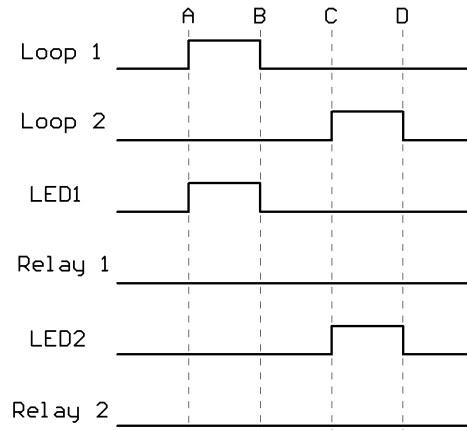 A B C D
Loop 1
Loop 2
LED1
Relay 1
LED2
Relay 2